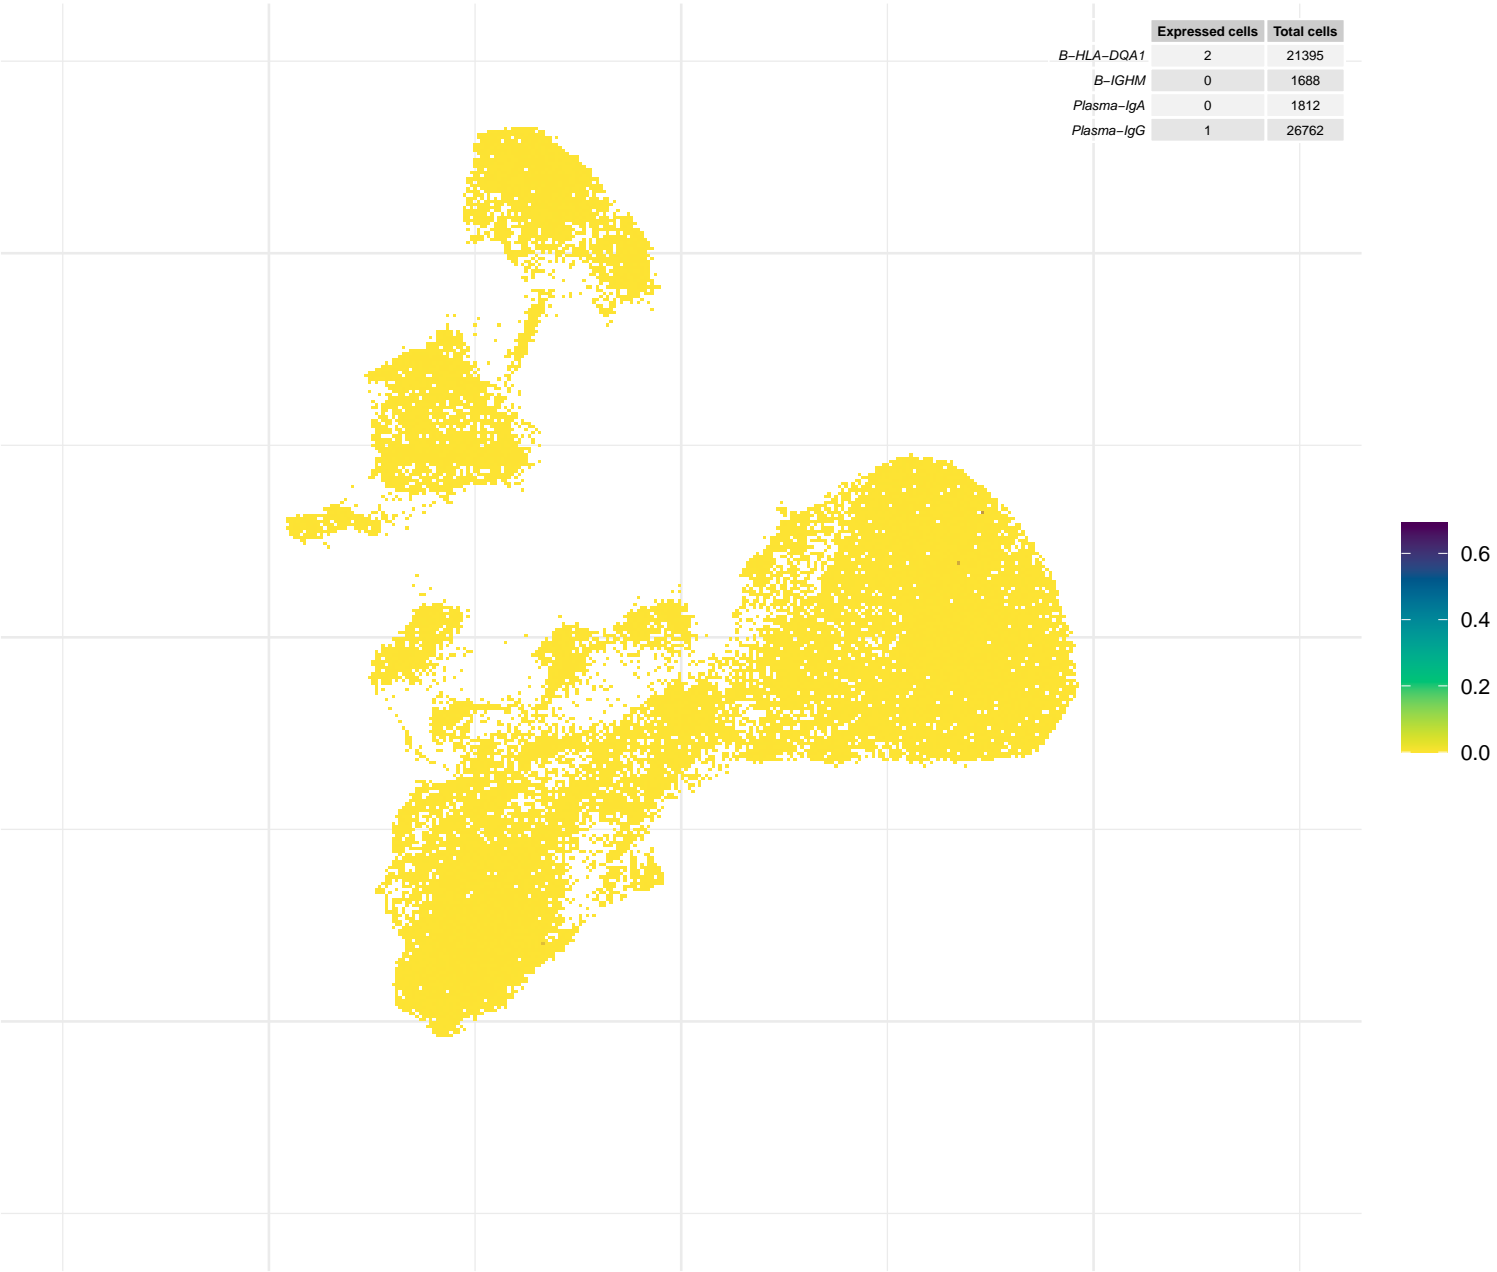 Expressed cells Total cells
B–HLA–DQA1 2 21395
B–IGHM 0 1688
Plasma–IgA 0 1812
Plasma–IgG 1 26762
0.6
0.4
0.2
0.0